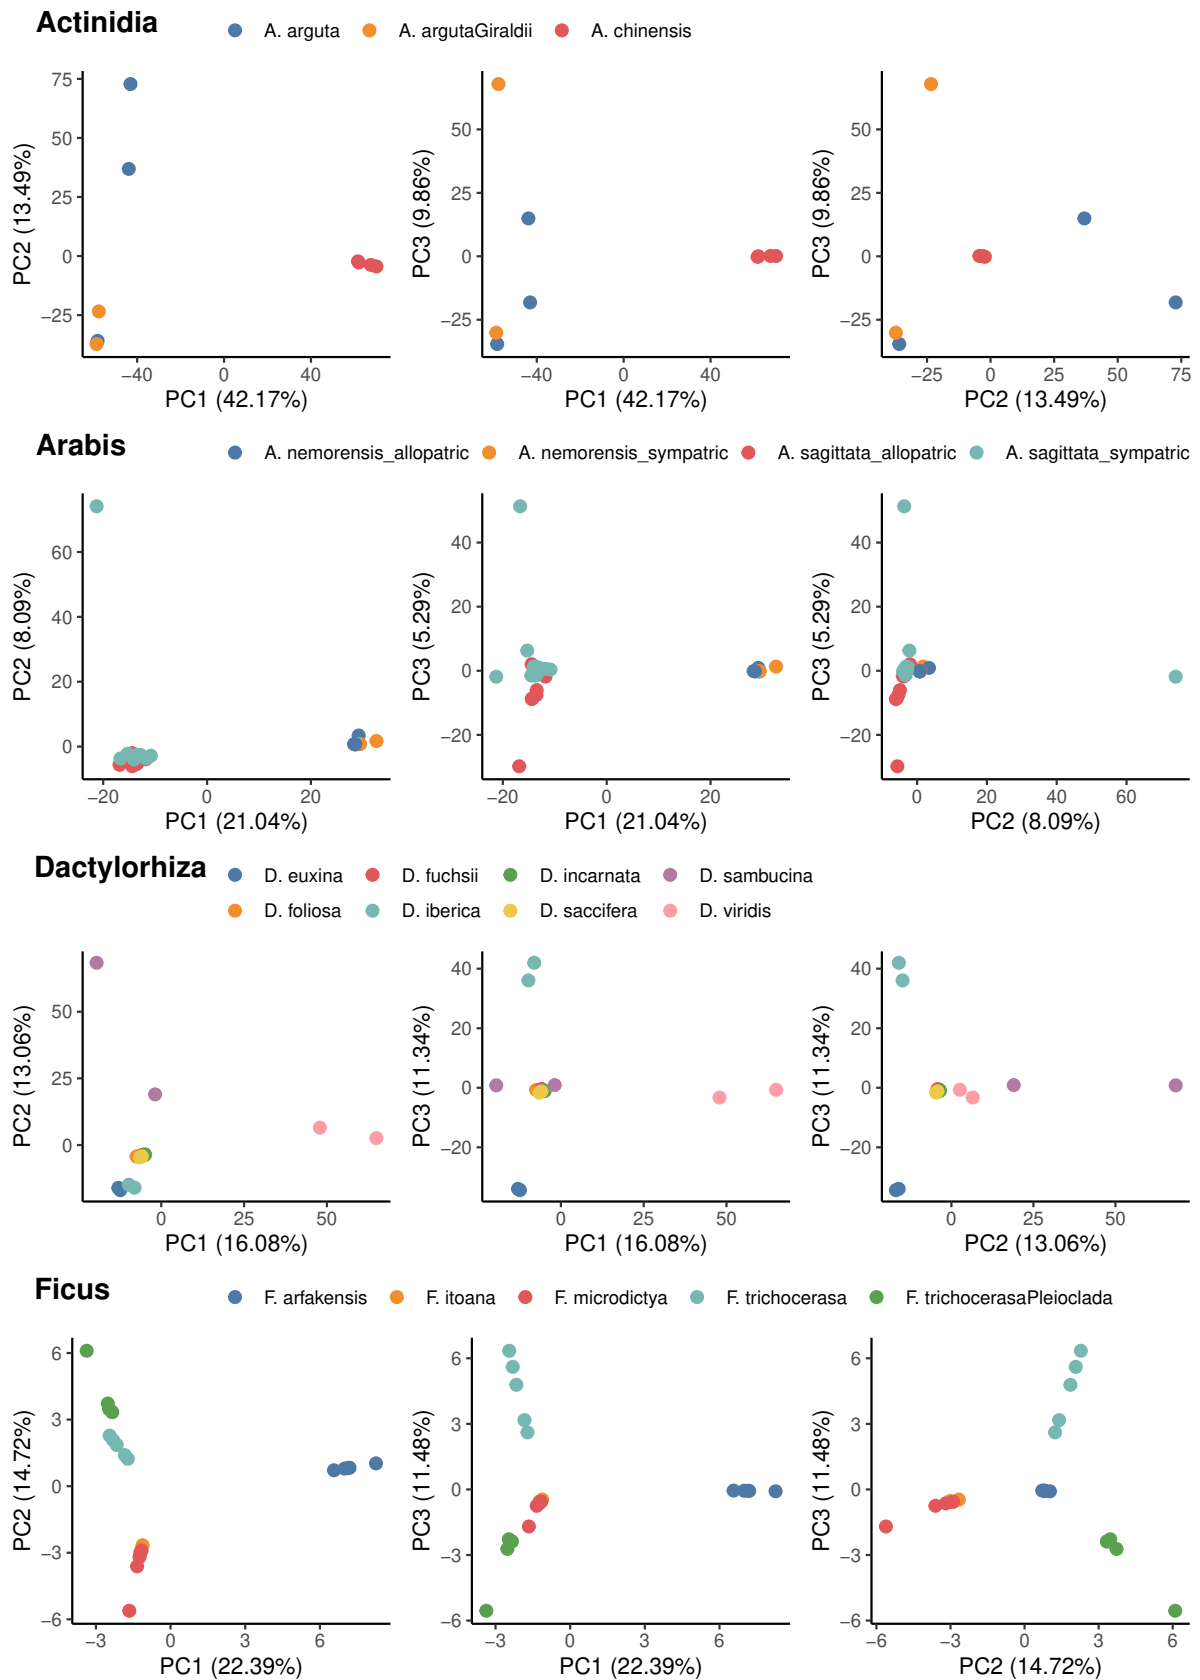 Actinidia
A. arguta A. argutaGiraldii A. chinensis
75
50
25
0
−25
PC2 (13.49%)
−40 0 40
PC1 (42.17%)
50
25
0
−25
PC3 (9.86%)
−40 0 40
PC1 (42.17%)
50
25
0
−25
PC3 (9.86%)
−25 0 25 50 75
PC2 (13.49%)
Arabis
A. nemorensis_allopatric A. nemorensis_sympatric A. sagittata_allopatric A. sagittata_sympatric
60
40
20
0
PC2 (8.09%)
−20 0 20
PC1 (21.04%)
40
20
0
−20
PC3 (5.29%)
−20 0 20
PC1 (21.04%)
40
20
0
−20
PC3 (5.29%)
0 20 40 60
PC2 (8.09%)
Dactylorhiza
D. euxina D. fuchsii D. incarnata D. sambucina
D. foliosa D. iberica D. saccifera D. viridis
50
25
0
PC2 (13.06%)
0 25 50
PC1 (16.08%)
40
20
0
−20
PC3 (11.34%)
0 25 50
PC1 (16.08%)
40
20
0
−20
PC3 (11.34%)
0 25 50
PC2 (13.06%)
Ficus
F. arfakensis F. itoana F. microdictya F. trichocerasa F. trichocerasaPleioclada
6
3
0
−3
−6
PC2 (14.72%)
−3 0 3 6
PC1 (22.39%)
6
3
0
−3
−6
PC3 (11.48%)
−3 0 3 6
PC1 (22.39%)
6
3
0
−3
−6
PC3 (11.48%)
−6 −3 0 3 6
PC2 (14.72%)